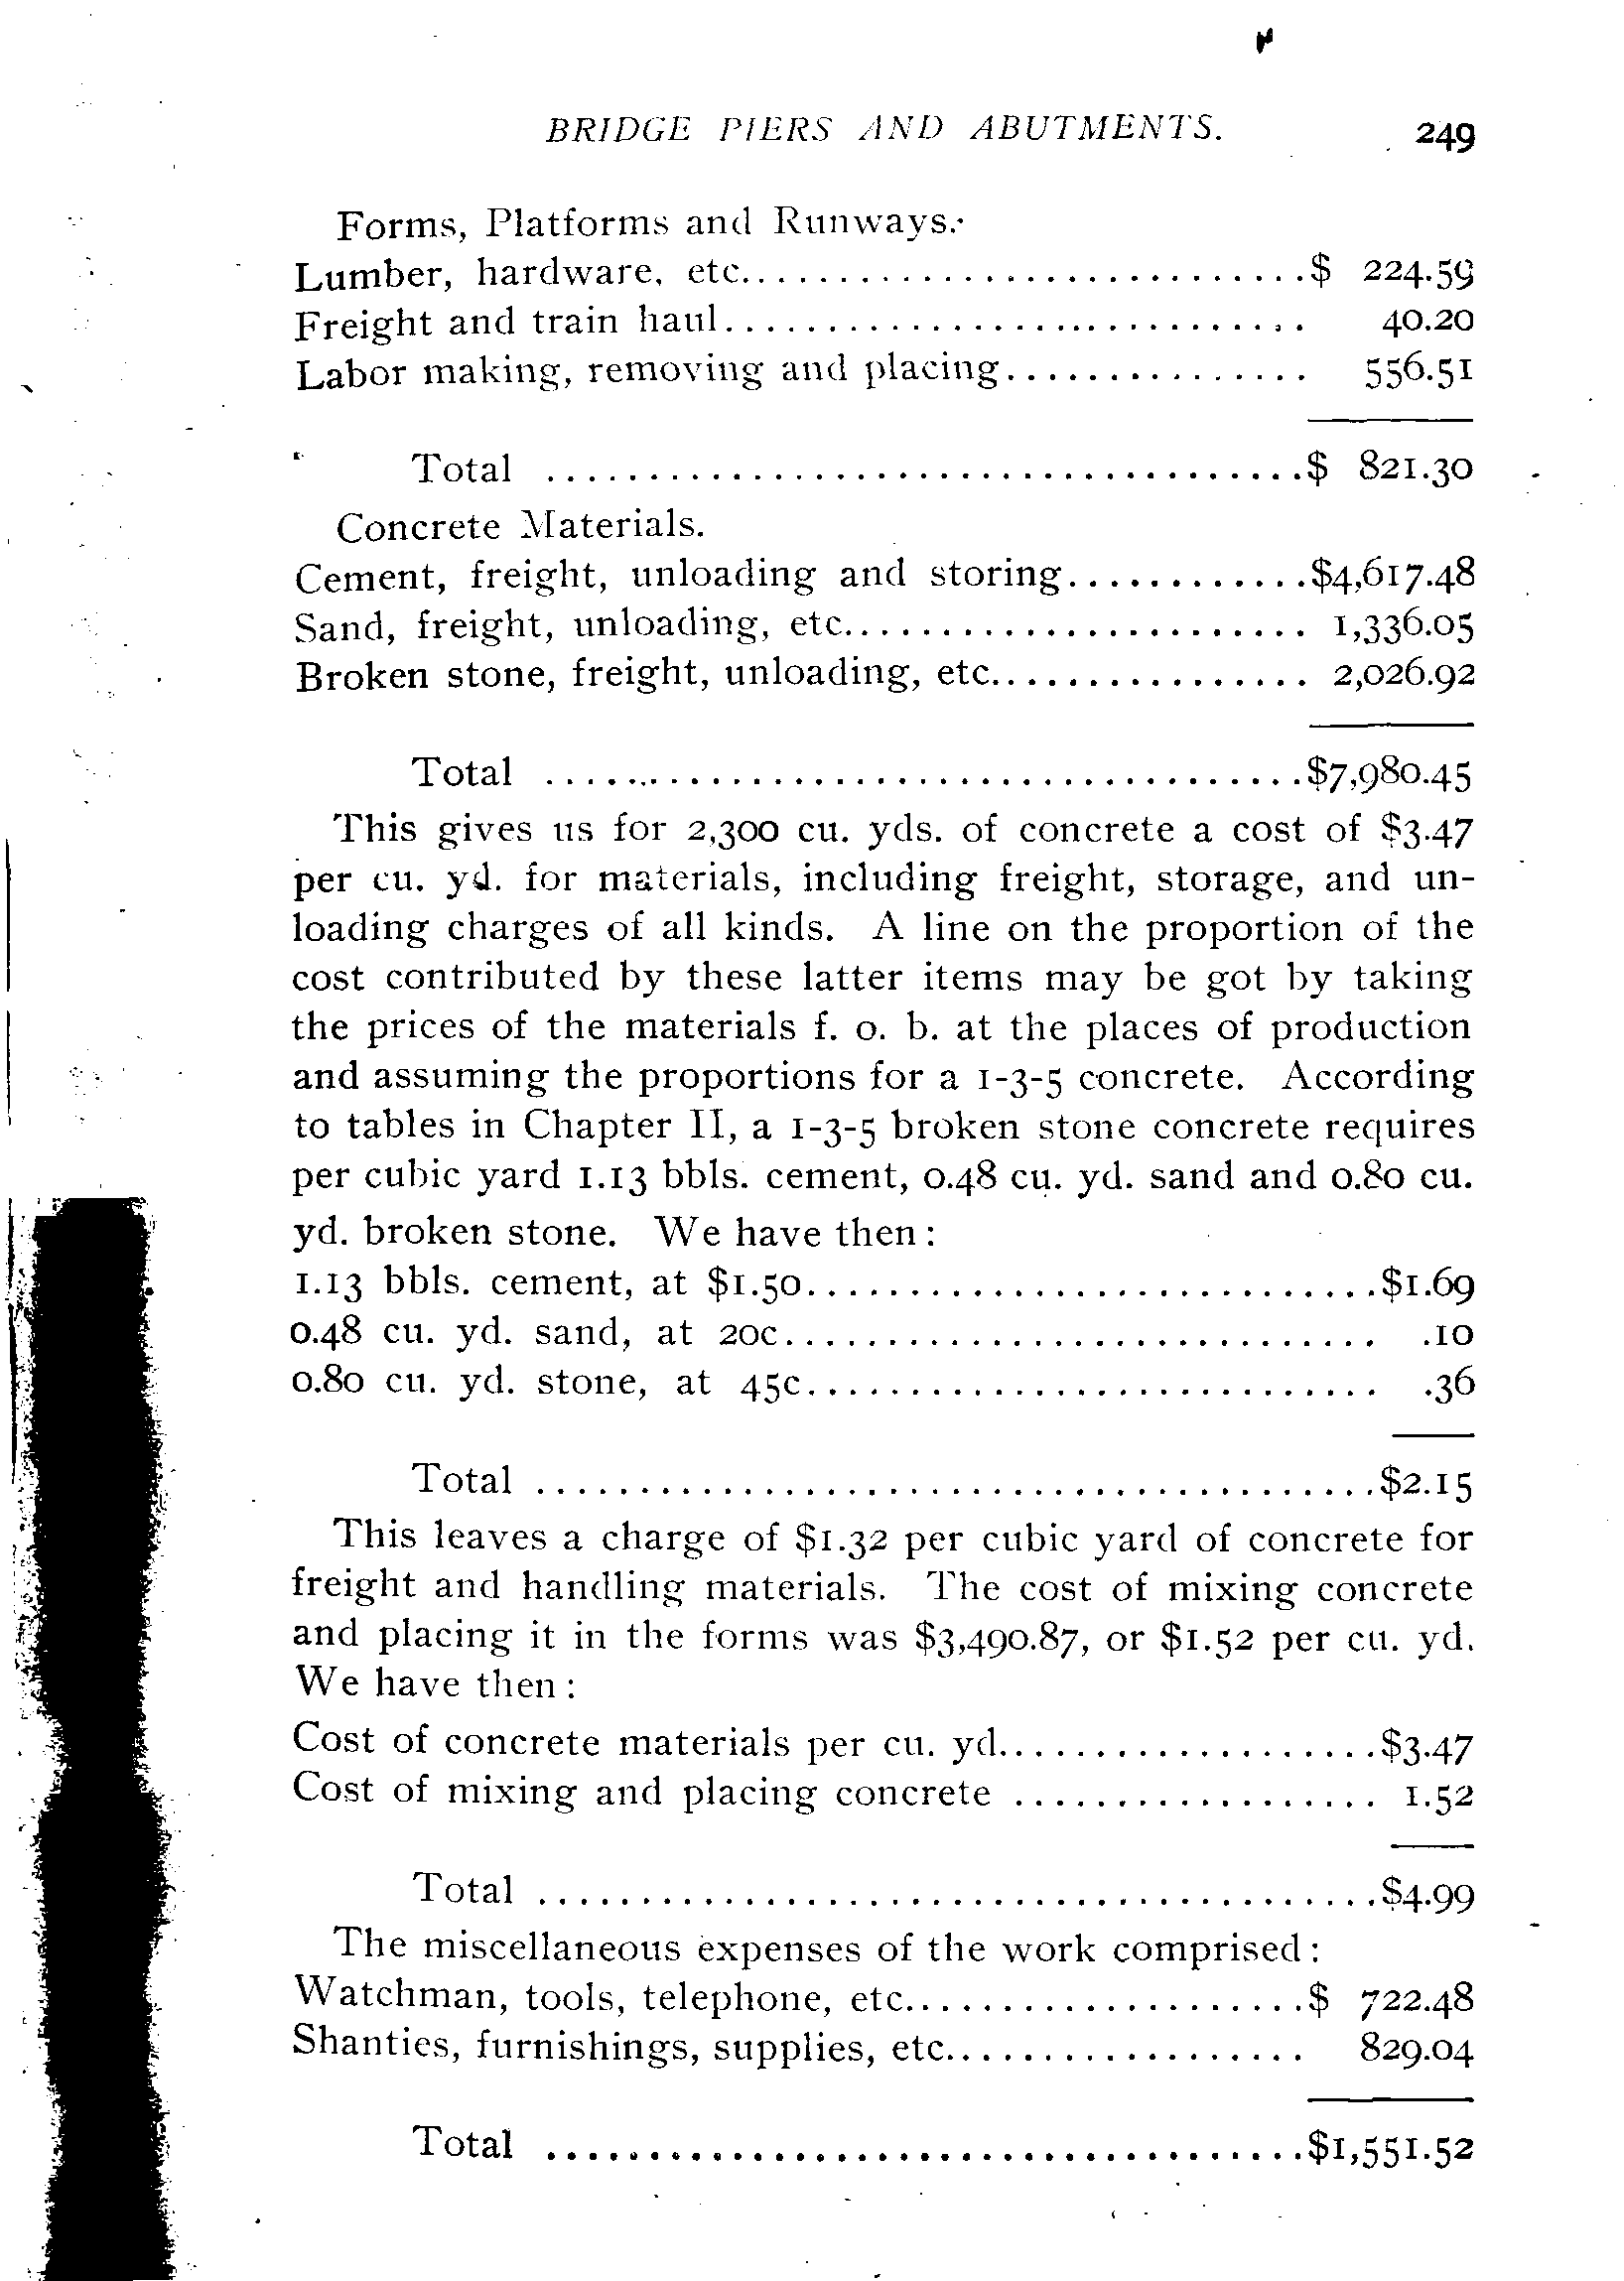 BRIDGE PIERS AND ABUTMENTS. 249
Forms, Platforms and Runways.
Lumber, hardware, etc...........................$ 224.59
Freight and train haul............................ 40.20
Labor making, removing and placing............... 556.51
Total .....................................$ 821.30
Concrete Materials.
Cement, freight, unloading and storing............$4,617.48
Sand, freight, unloading, etc....................... 1,336.05
Broken stone, freight, unloading, etc................ 2,026.92
Total .....................................$7,980.45
This gives us for 2,300 cu. yds. of concrete a cost of $3.47
per cu. yd. for materials, including freight, storage, and un-
loading charges of all kinds. A line on the proportion of the
cost contributed by these latter items may be got by taking
the prices of the materials f. o. b. at the places of production
and assuming the proportions for a 1-3-5 concrete. According
to tables in Chapter II, a 1-3-5 broken stone concrete requires
per cubic yard 1.13 bbls. cement, 0.48 cu. yd. sand and 0.80 cu.
yd. broken stone. We have then:
1.13 bbls. cement, at $1.50............................$1.69
0.48 cu. yd. sand, at 20c............................. .10
0.80 cu. yd. stone, at 45c............................ .36
Total .........................................$2.15
This leaves a charge of $1.32 per cubic yard of concrete for
freight and handling materials. The cost of mixing concrete
and placing it in the forms was $3,490.87, or $1.52 per cu. yd.
We have then:
Cost of concrete materials per cu. yd...................$3.47
Cost of mixing and placing concrete .................. 1.52
Total .........................................$4.99
The miscellaneous expenses of the work comprised:
Watchman, tools, telephone, etc....................$ 722.48
Shanties, furnishings, supplies, etc.................. 829.04
Total .....................................$1,551.52